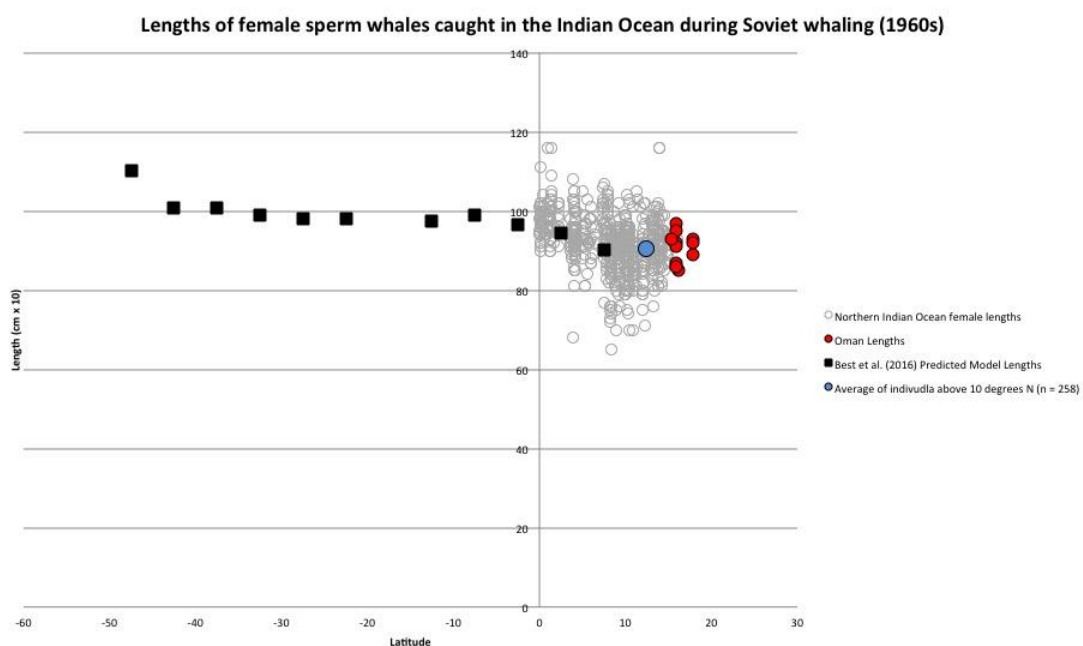 Lengths of female sperm whales caught in the Indian Ocean during Soviet whaling (1960s)
140
120
100
80
60
40
20
0
-60 -50 -40 -30 -20 -10 0 10 20 30
Latitude
Length (cm x 10)
Northern Indian Ocean female lengths
Oman Lengths
Best et al. (2016) Predicted Model Lengths
Average of indivudla above 10 degrees N (n = 258)